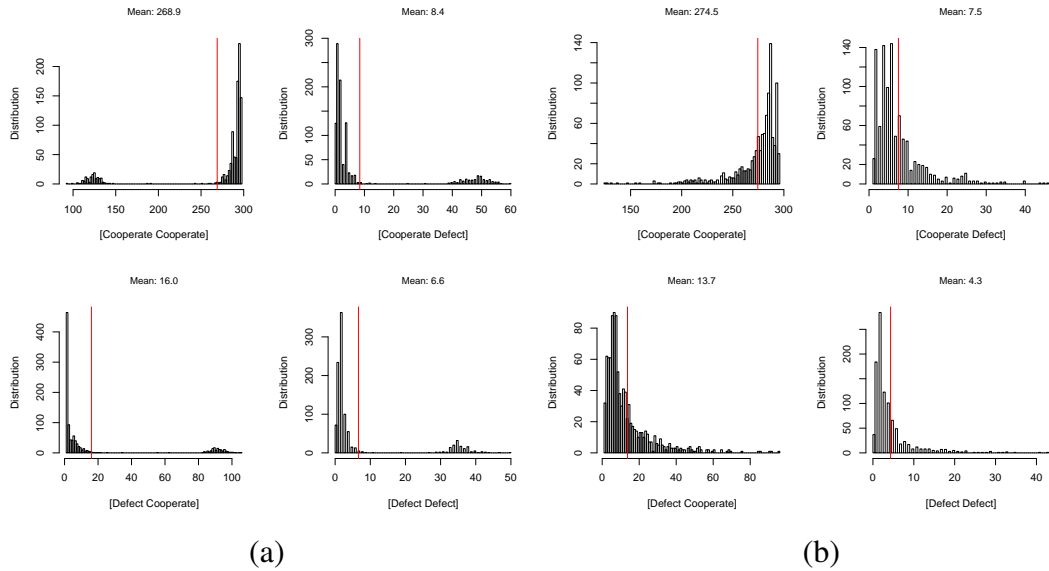 Mean: 268.9
Distribution
0 50 100 150 200
100 150 200 250 300
[Cooperate Cooperate]
Mean: 8.4
Distribution
0 50 100 200 300
0 10 20 30 40 50 60
[Cooperate Defect]
Mean: 274.5
Distribution
0 20 40 60 80 100 140
150 200 250 300
[Cooperate Cooperate]
Mean: 7.5
Distribution
0 20 60 100 140
0 10 20 30 40
[Cooperate Defect]
Mean: 16.0
Distribution
0 100 200 300 400
0 20 40 60 80 100
[Defect Cooperate]
Mean: 6.6
Distribution
0 100 200 300
0 10 20 30 40 50
[Defect Defect]
Mean: 13.7
Distribution
0 20 40 60 80
0 20 40 60 80
[Defect Cooperate]
Mean: 4.3
Distribution
0 50 100 150 200 250
0 10 20 30 40
[Defect Defect]
(a)
(b)